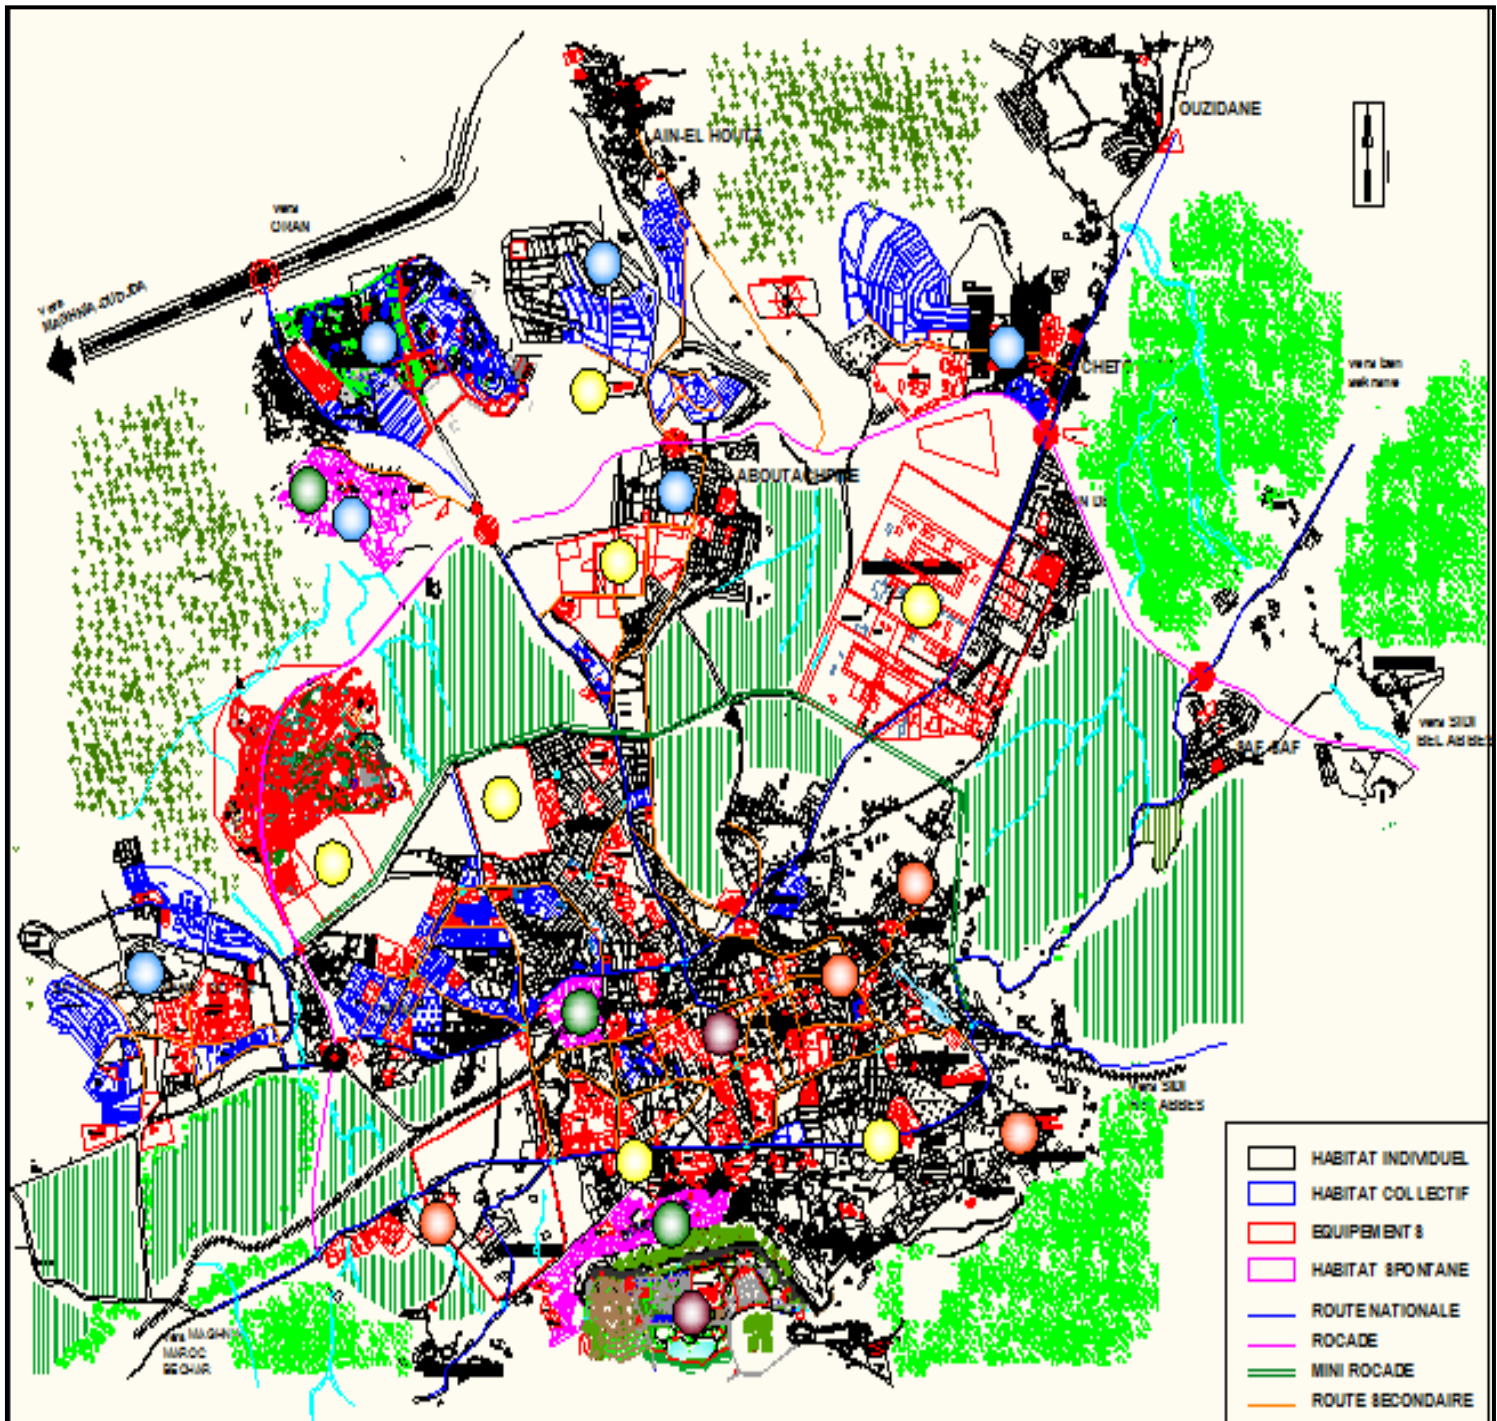 OUZIDANE
AIN-EL HOUTZ
vers
ORAN
vers
MAGHNIA-OUDJDA
vers ben
sekrane
ABOUTACHFINE
vers SIDI
BEL ABBES
SAF-SAF
vers SIDI
ABBES
vers MAGHNIA
MAROC
BECHAR
HABITAT INDIVIDUEL
HABITAT COLLECTIF
EQUIPEMENTS
HABITAT SPONTANE
ROUTE NATIONALE
ROCADE
MINI ROCADE
ROUTE SECONDAIRE